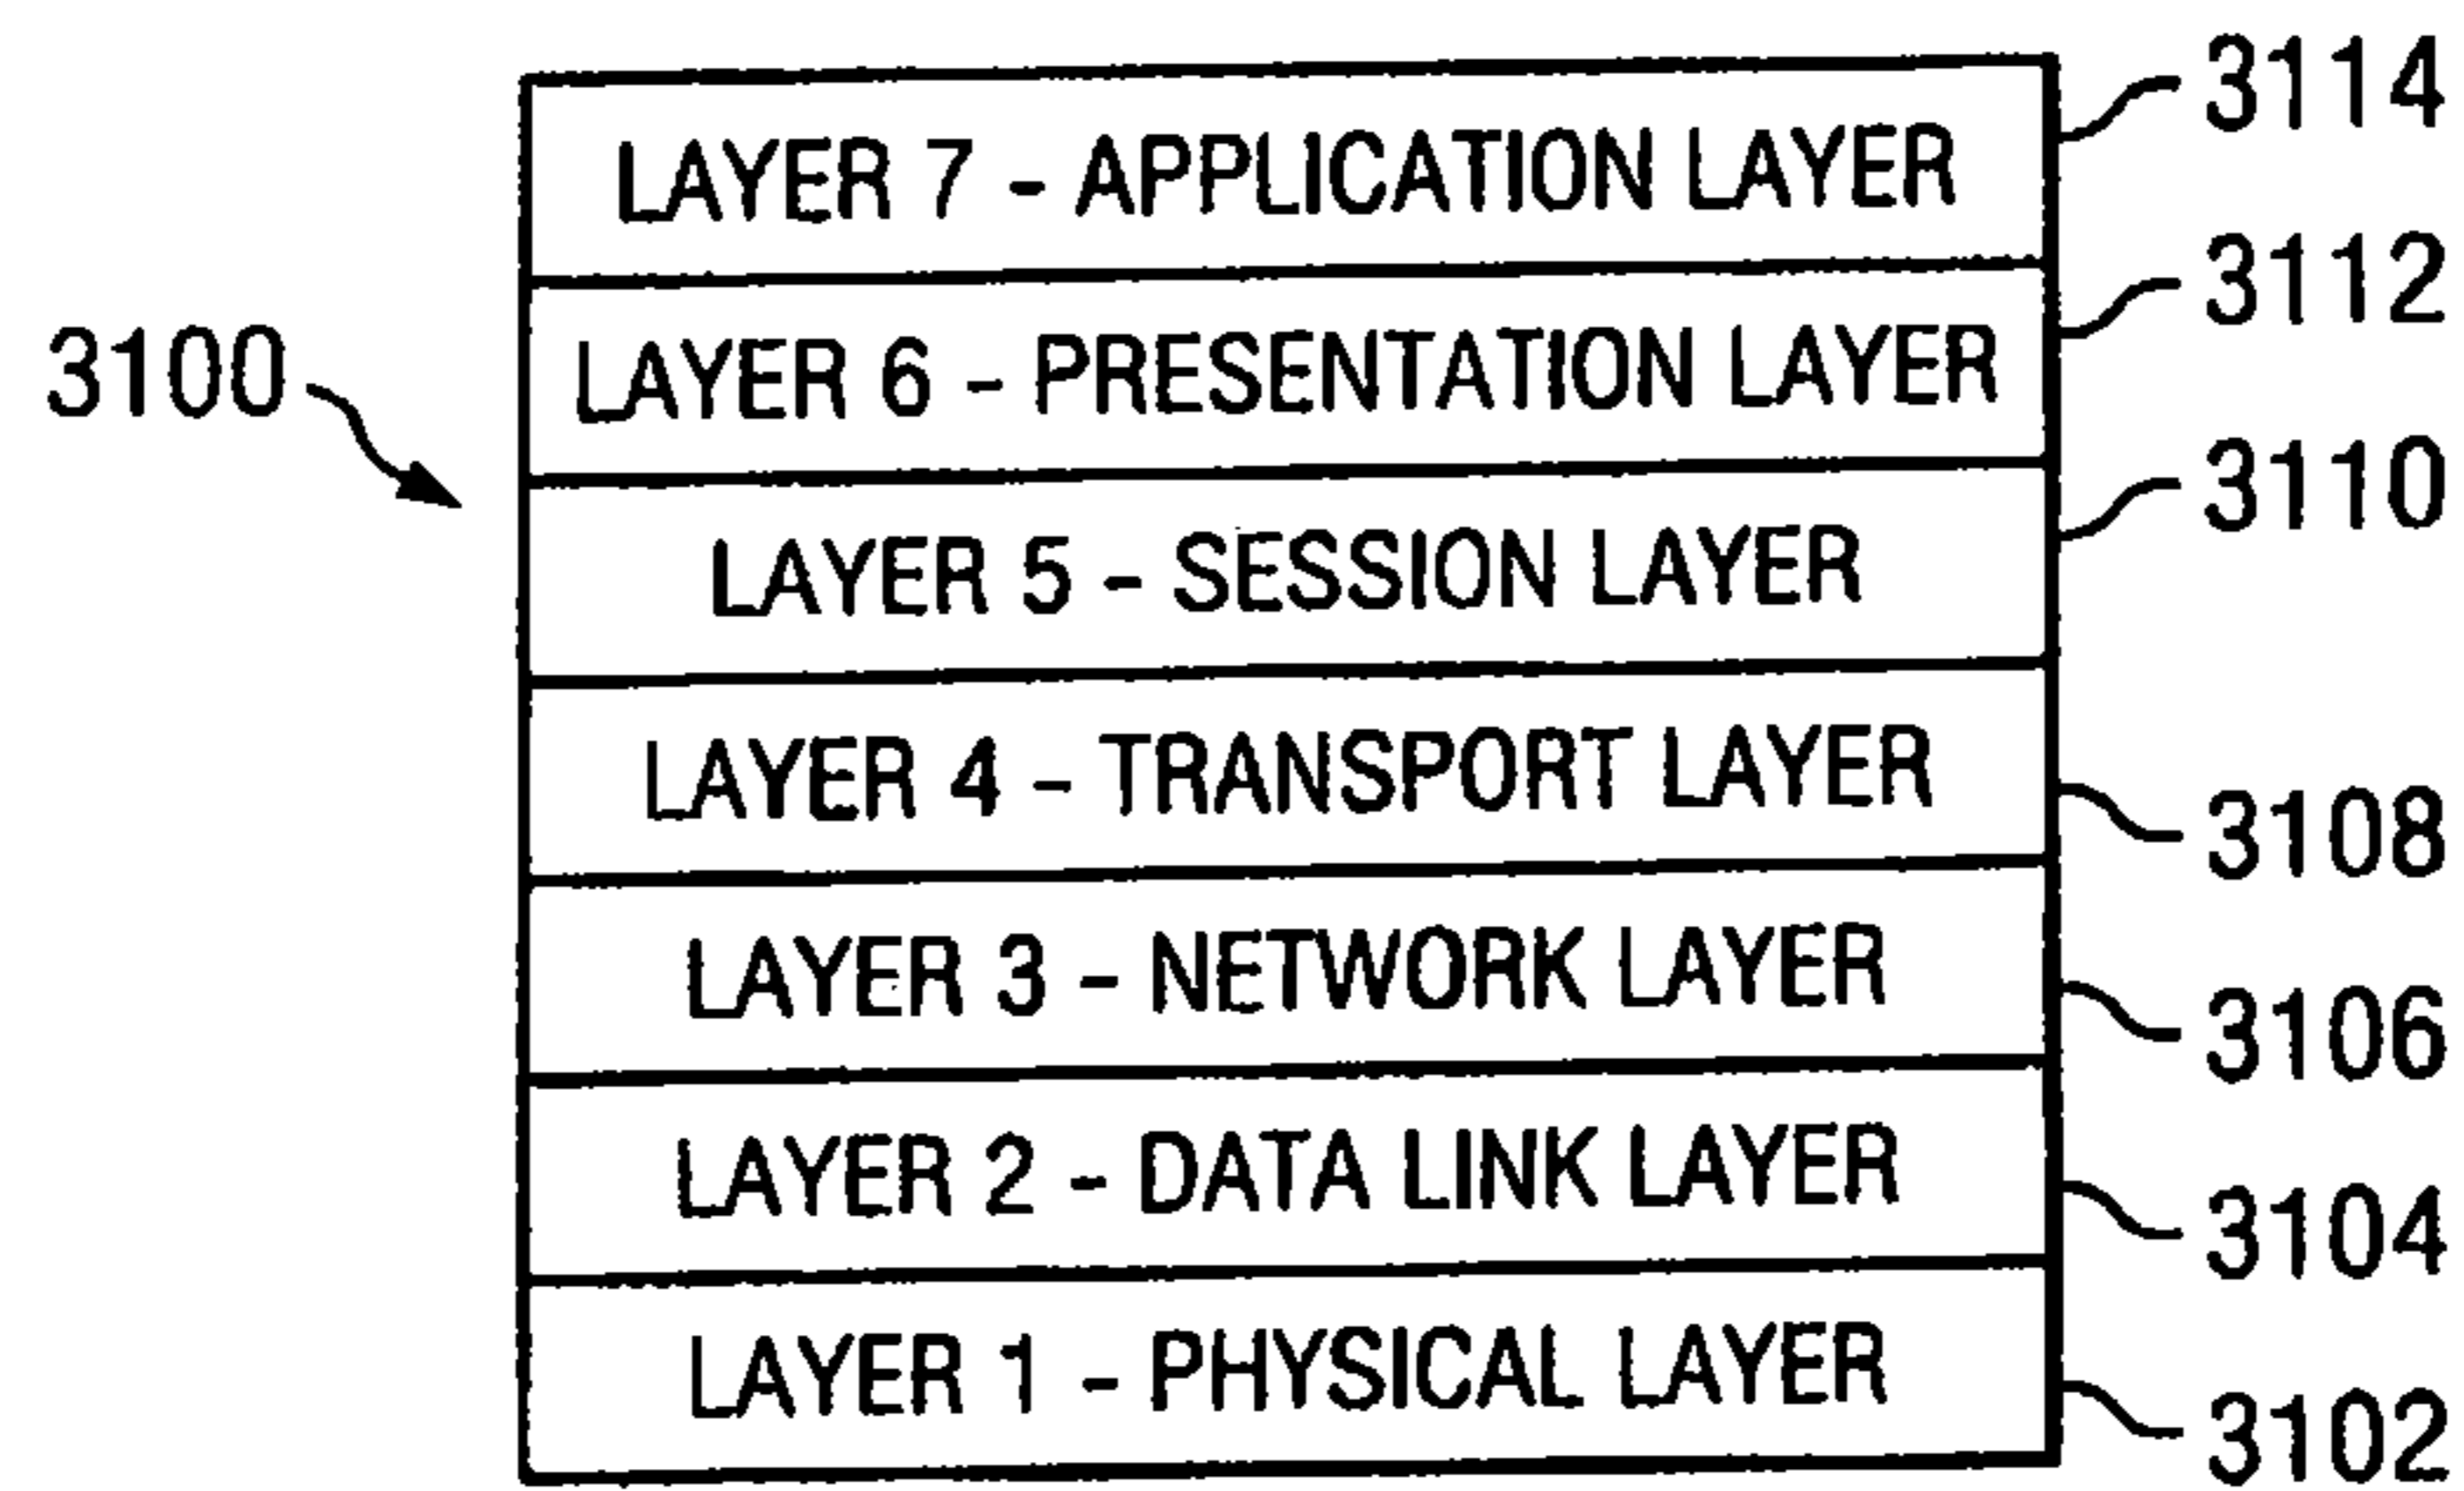 3114
LAYER 7 - APPLICATION LAYER
3112
3100
LAYER 6 - PRESENTATION LAYER
3110
LAYER 5 - SESSION LAYER
LAYER 4 - TRANSPORT LAYER
3108
LAYER 3 - NETWORK LAYER
3106
LAYER 2 - DATA LINK LAYER
3104
LAYER 1 - PHYSICAL LAYER
3102